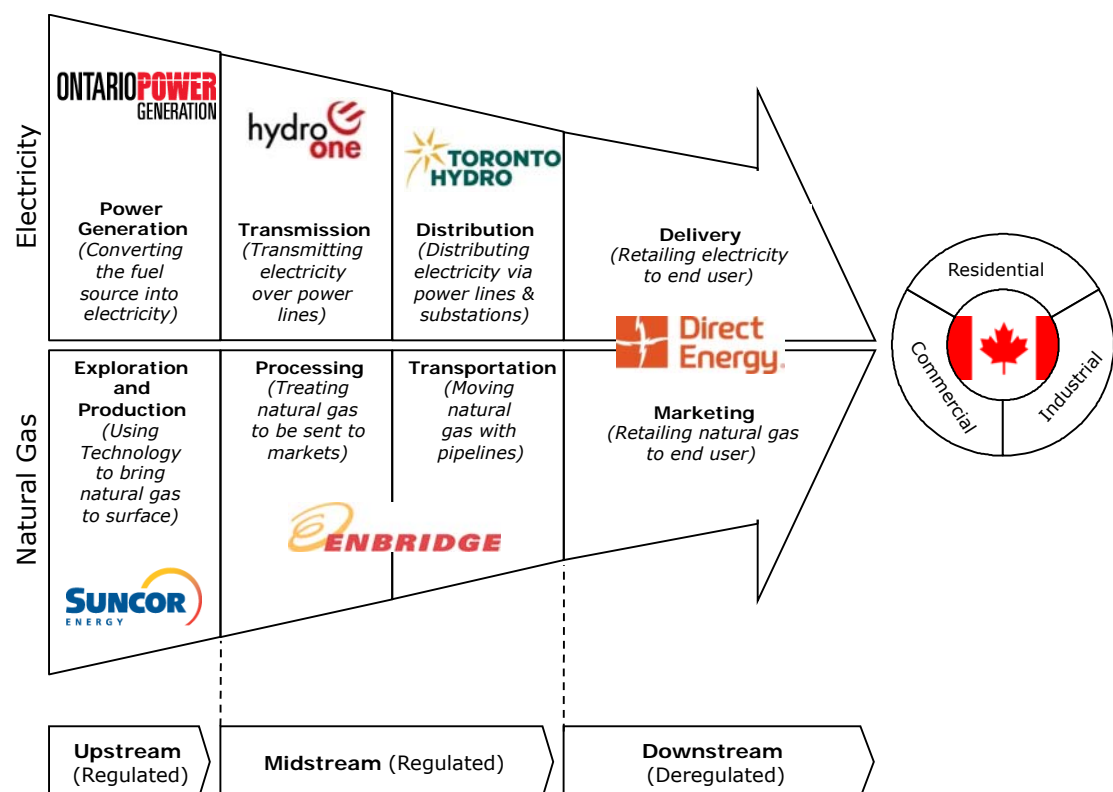 Electricity
ONTARIOPOWER
GENERATION
hydro
one
TORONTO
HYDRO
Power
Generation
(Converting
the fuel
source into
electricity)
Transmission
(Transmitting
electricity
over power
lines)
Distribution
(Distributing
electricity via
power lines &
substations)
Delivery
(Retailing electricity
to end user)
Direct
Energy®
Natural Gas
Exploration
and
Production
(Using
Technology
to bring
natural gas
to surface)
Processing
(Treating
natural gas
to be sent to
markets)
Transportation
(Moving
natural
gas with
pipelines)
Marketing
(Retailing natural gas
to end user)
ENBRIDGE
SUNCOR
ENERGY
Residential
Commercial
Industrial
Upstream
(Regulated)
Midstream (Regulated)
Downstream
(Deregulated)